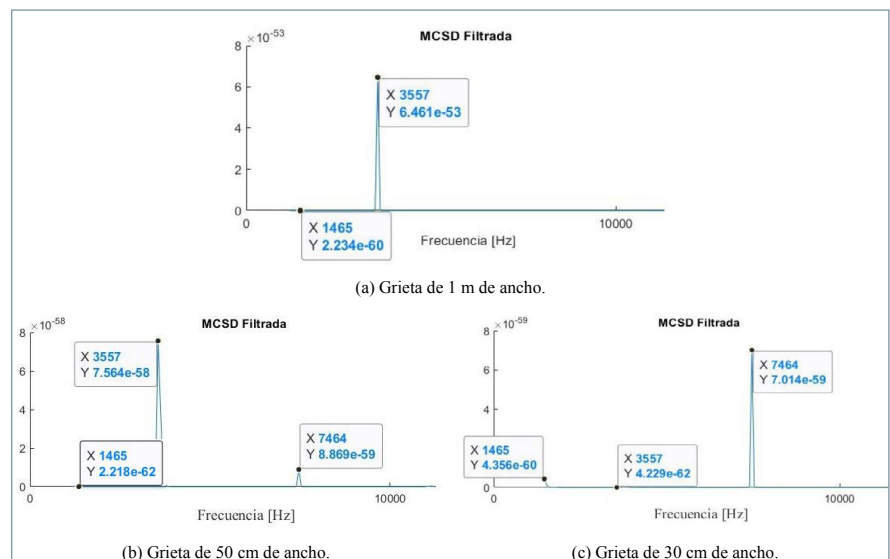 ×10⁻⁵³
MCSD Filtrada
8
6
4
2
0
X 3557
Y 6.461e-53
X 1465
Y 2.234e-60
0
10000
Frecuencia [Hz]
(a) Grieta de 1 m de ancho.
×10⁻⁵⁸
MCSD Filtrada
8
6
4
2
0
X 3557
Y 7.564e-58
X 1465
Y 2.218e-62
X 7464
Y 8.869e-59
0
10000
Frecuencia [Hz]
(b) Grieta de 50 cm de ancho.
×10⁻⁵⁹
MCSD Filtrada
8
6
4
0
X 7464
Y 7.014e-59
X 1465
Y 4.356e-60
X 3557
Y 4.229e-62
0
10000
Frecuencia [Hz]
(c) Grieta de 30 cm de ancho.